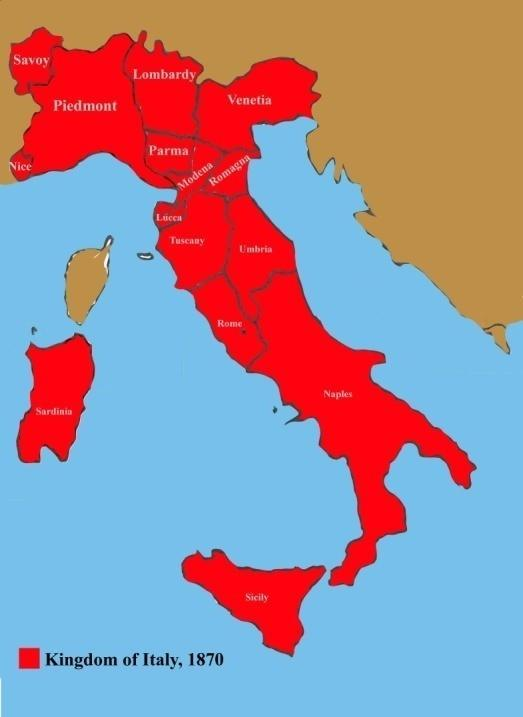 Savoy
Lombardy
Piedmont
Venetia
Parma
Nice
Modena
Romagna
Lucca
Tuscany
Umbria
Rome
Naples
Sardinia
Sicily
Kingdom of Italy, 1870